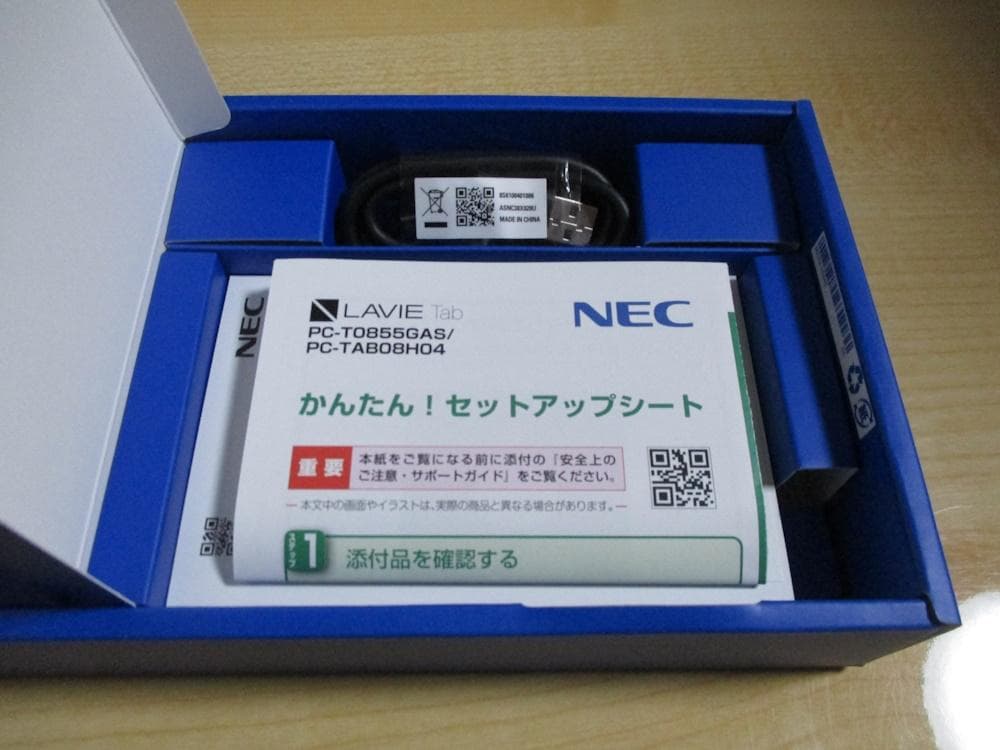 8S6100401086
MADE IN CHINA
NEC
LAVIE Tab
NEC
PC-T0855GAS/
PC-TAB08H04
かんたん！セットアップシート
重要
本紙をご覧になる前に添付の『安全上の
ご注意・サポートガイド』をご覧ください。
本文中の画面やイラストは、実際の商品と異なる場合があります。
ステップ
1
添付品を確認する